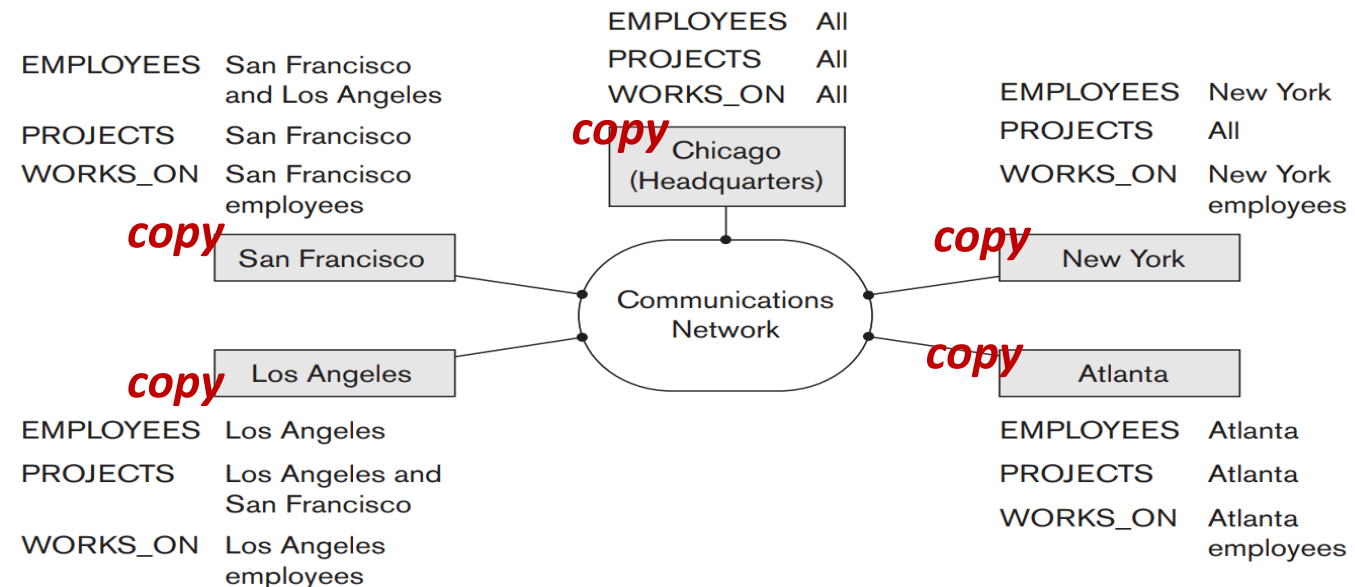 EMPLOYEES All
PROJECTS All
WORKS_ON All
copy
Chicago
(Headquarters)
EMPLOYEES San Francisco
and Los Angeles
PROJECTS San Francisco
WORKS_ON San Francisco
employees
copy
San Francisco
EMPLOYEES New York
PROJECTS All
WORKS_ON New York
employees
copy
New York
Communications
Network
copy
Los Angeles
EMPLOYEES Los Angeles
PROJECTS Los Angeles and
San Francisco
WORKS_ON Los Angeles
employees
copy
Atlanta
EMPLOYEES Atlanta
PROJECTS Atlanta
WORKS_ON Atlanta
employees